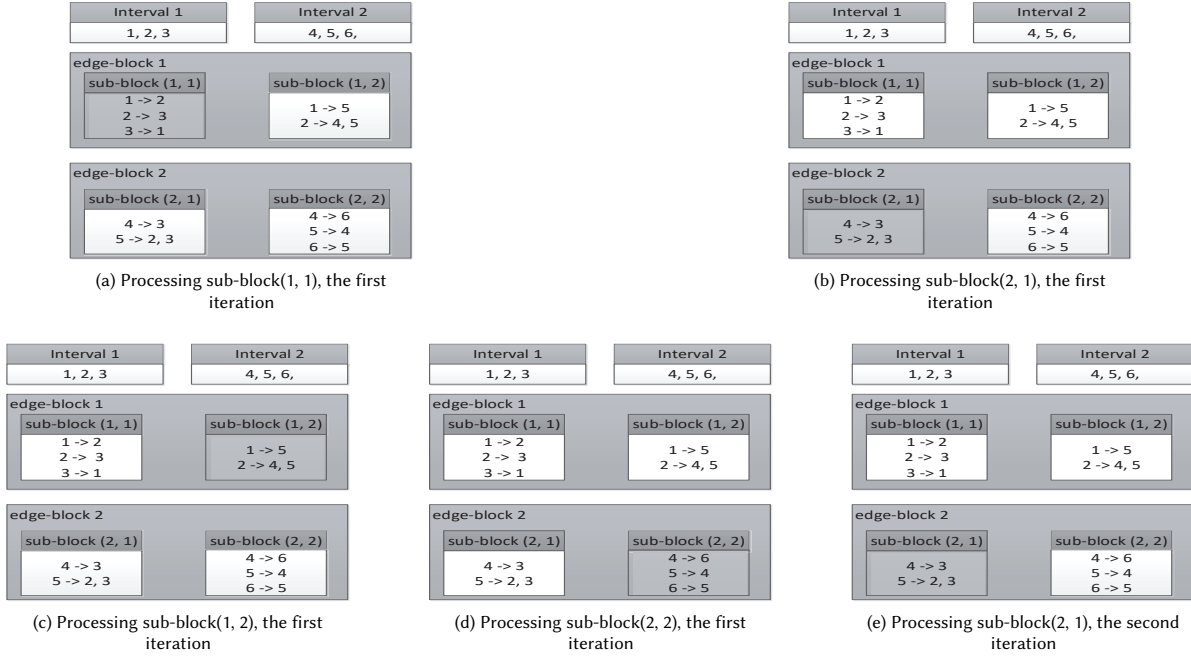 Interval 1
Interval 2
1, 2, 3
4, 5, 6,
edge-block 1
sub-block (1, 1)
sub-block (1, 2)
1 -> 2
2 -> 3
3 -> 1
1 -> 5
2 -> 4, 5
edge-block 2
sub-block (2, 1)
sub-block (2, 2)
4 -> 3
5 -> 2, 3
4 -> 6
5 -> 4
6 -> 5
(a) Processing sub-block(1, 1), the first
iteration
Interval 1
Interval 2
1, 2, 3
4, 5, 6,
edge-block 1
sub-block (1, 1)
sub-block (1, 2)
1 -> 2
2 -> 3
3 -> 1
1 -> 5
2 -> 4, 5
edge-block 2
sub-block (2, 1)
sub-block (2, 2)
4 -> 3
5 -> 2, 3
4 -> 6
5 -> 4
6 -> 5
(b) Processing sub-block(2, 1), the first
iteration
Interval 1
Interval 2
1, 2, 3
4, 5, 6,
edge-block 1
sub-block (1, 1)
sub-block (1, 2)
1 -> 2
2 -> 3
3 -> 1
1 -> 5
2 -> 4, 5
edge-block 2
sub-block (2, 1)
sub-block (2, 2)
4 -> 3
5 -> 2, 3
4 -> 6
5 -> 4
6 -> 5
(c) Processing sub-block(1, 2), the first
iteration
Interval 1
Interval 2
1, 2, 3
4, 5, 6,
edge-block 1
sub-block (1, 1)
sub-block (1, 2)
1 -> 2
2 -> 3
3 -> 1
1 -> 5
2 -> 4, 5
edge-block 2
sub-block (2, 1)
sub-block (2, 2)
4 -> 3
5 -> 2, 3
4 -> 6
5 -> 4
6 -> 5
(d) Processing sub-block(2, 2), the first
iteration
Interval 1
Interval 2
1, 2, 3
4, 5, 6,
edge-block 1
sub-block (1, 1)
sub-block (1, 2)
1 -> 2
2 -> 3
3 -> 1
1 -> 5
2 -> 4, 5
edge-block 2
sub-block (2, 1)
sub-block (2, 2)
4 -> 3
5 -> 2, 3
4 -> 6
5 -> 4
6 -> 5
(e) Processing sub-block(2, 1), the second
iteration